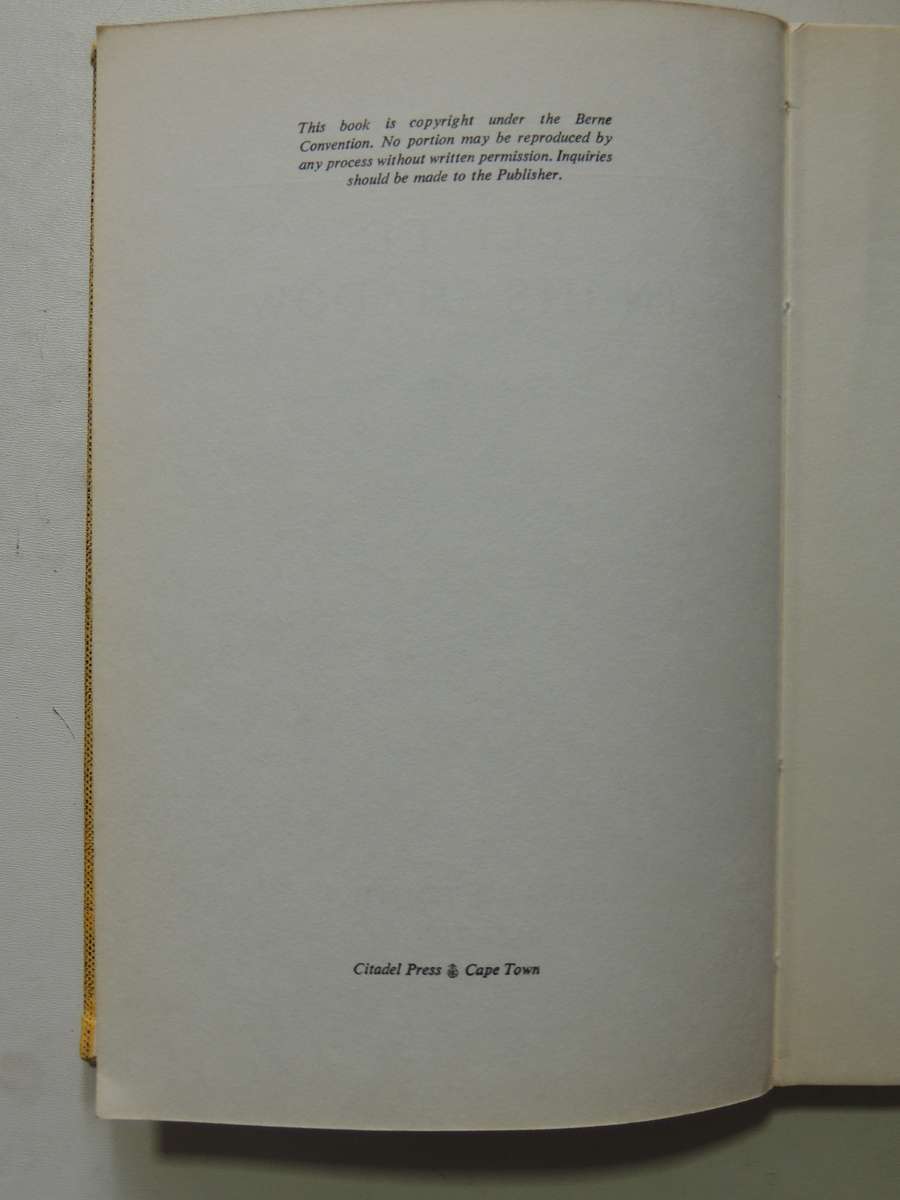 This book is copyright under the Berne
Convention. No portion may be reproduced by
any process without written permission. Inquiries
should be made to the Publisher.
Citadel Press Cape Town